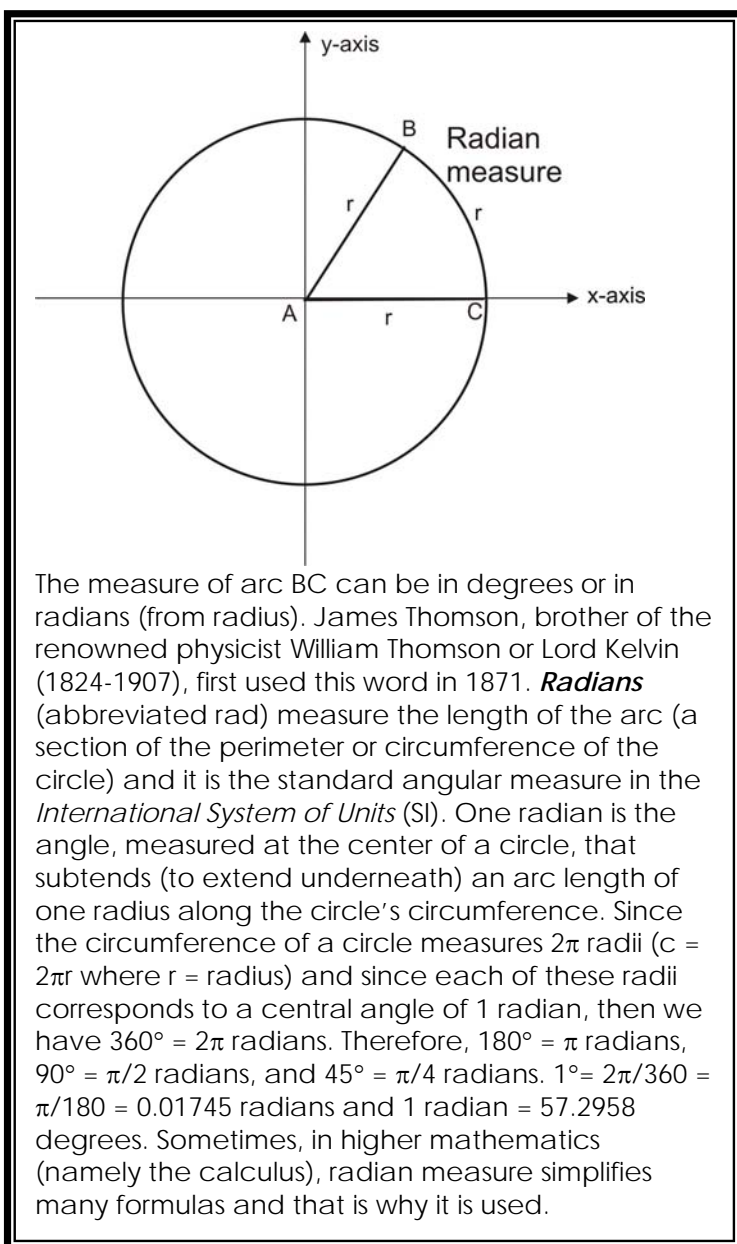 y-axis
B
Radian
measure
r
r
x-axis
A
r
C
The measure of arc BC can be in degrees or in
radians (from radius). James Thomson, brother of the
renowned physicist William Thomson or Lord Kelvin
(1824-1907), first used this word in 1871. Radians
(abbreviated rad) measure the length of the arc (a
section of the perimeter or circumference of the
circle) and it is the standard angular measure in the
International System of Units (SI). One radian is the
angle, measured at the center of a circle, that
subtends (to extend underneath) an arc length of
one radius along the circle’s circumference. Since
the circumference of a circle measures 2π radii (c =
2πr where r = radius) and since each of these radii
corresponds to a central angle of 1 radian, then we
have 360° = 2π radians. Therefore, 180° = π radians,
90° = π/2 radians, and 45° = π/4 radians. 1°= 2π/360 =
π/180 = 0.01745 radians and 1 radian = 57.2958
degrees. Sometimes, in higher mathematics
(namely the calculus), radian measure simplifies
many formulas and that is why it is used.